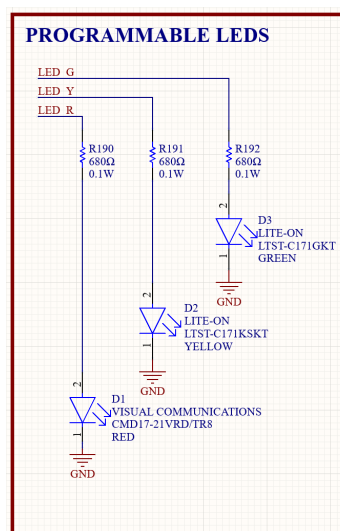 PROGRAMMABLE LEDS
LED_G
LED_Y
LED_R
R190
680Ω
0.1W
R191
680Ω
0.1W
R192
680Ω
0.1W
2
D3
LITE-ON
LTST-C171GKT
GREEN
1
GND
2
D2
LITE-ON
LTST-C171KSKT
YELLOW
1
GND
2
D1
VISUAL COMMUNICATIONS
CMD17-21VRD/TR8
RED
1
GND